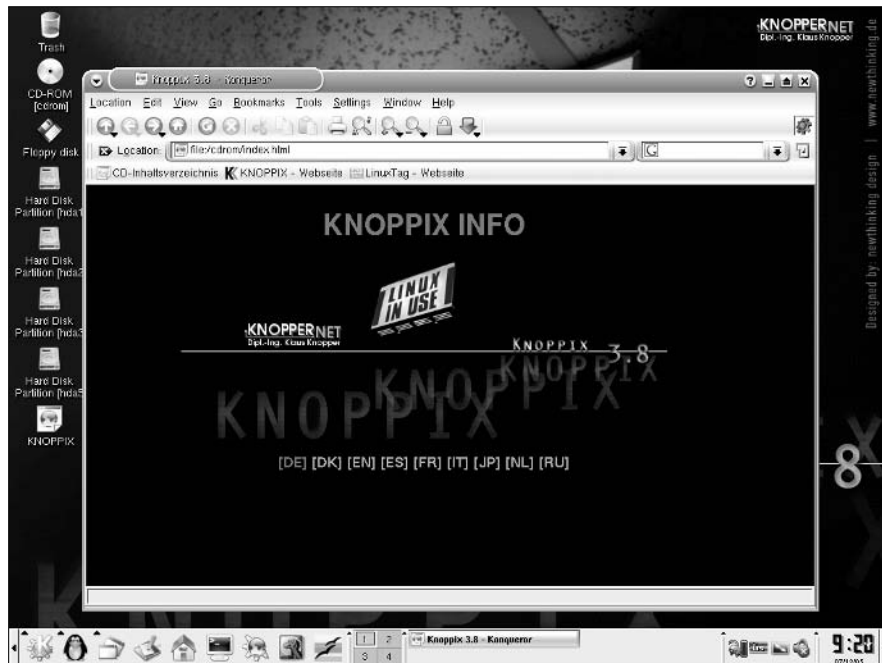 Trash
CD-ROM
[cdrom]
Floppy disk
Hard Disk
Partition [hda1
Hard Disk
Partition [hda2
Hard Disk
Partition [hda3
Hard Disk
Partition [hda5
KNOPPIX
KNOPPERNET
Dipl.-Ing. Klaus Knopper
Designed by: newthinking design | www.newthinking.de
Knoppix 3.8 - Konqueror
Location Edit View Go Bookmarks Tools Settings Window Help
Location: file:/cdrom/index.html
CD-Inhaltsverzeichnis KNOPPIX - Webseite LinuxTag - Webseite
KNOPPIX INFO
LINUX
IN USE
KNOPPERNET
Dipl.-Ing. Klaus Knopper
KNOPPIX 3.8
KNOPPIX
KNOPPIX
KNOPPIX
[DE] [DK] [EN] [ES] [FR] [IT] [JP] [NL] [RU]
8
1 2
3 4
Knoppix 3.8 - Konqueror
9:20